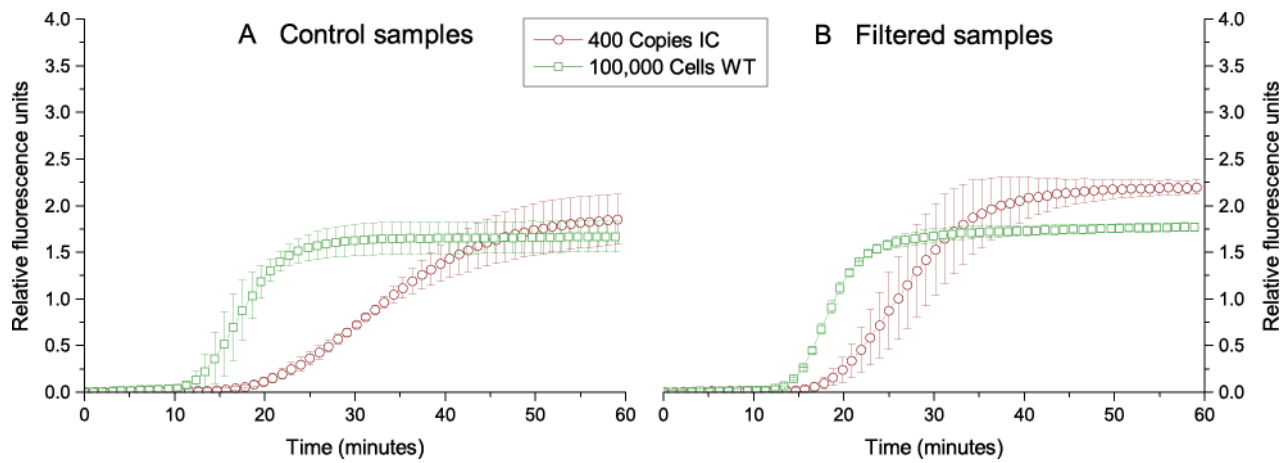 A Control samples
400 Copies IC
100,000 Cells WT
B Filtered samples
Relative fluorescence units
4.0
3.5
3.0
2.5
2.0
1.5
1.0
0.5
0.0
0 10 20 30 40 50 60
Time (minutes)
0 10 20 30 40 50 60
Time (minutes)
4.0
3.5
3.0
2.5
2.0
1.5
1.0
0.5
0.0
Relative fluorescence units